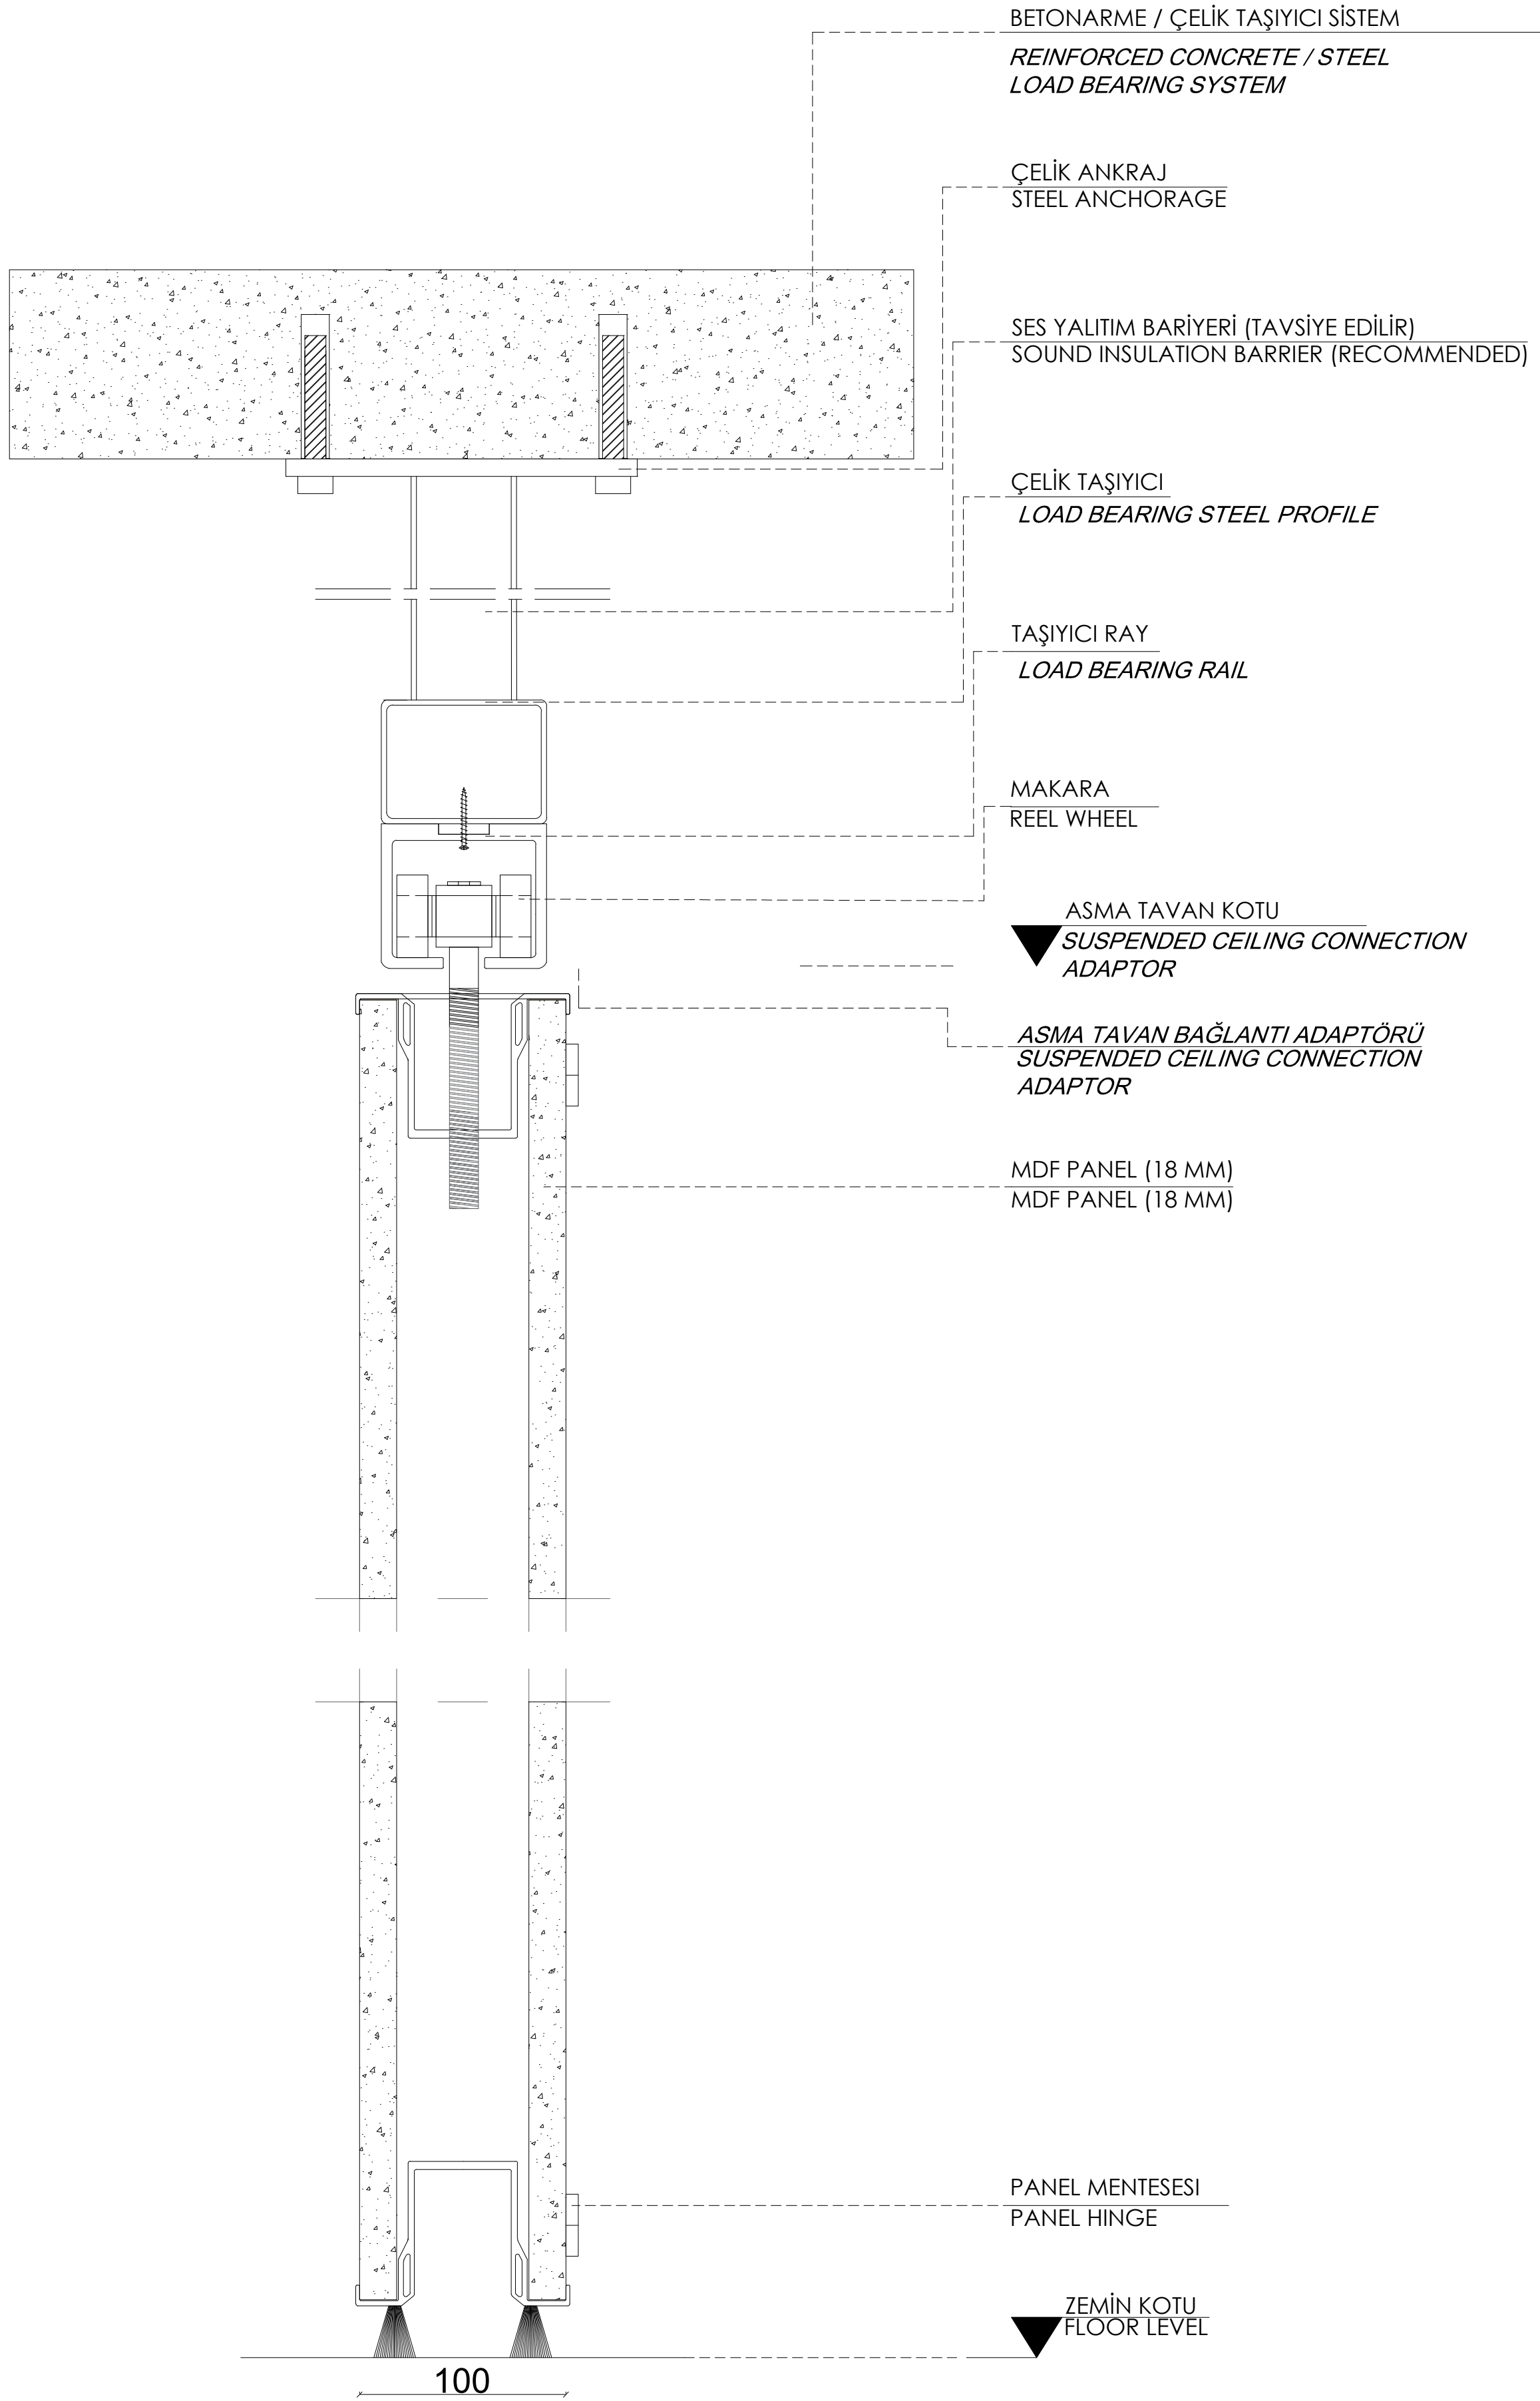 BETONARME / ÇELİK TAŞIYICI SİSTEM
REINFORCED CONCRETE / STEEL
LOAD BEARING SYSTEM
ÇELİK ANKRAJ
STEEL ANCHORAGE
SES YALITIM BARİYERİ (TAVSİYE EDİLİR)
SOUND INSULATION BARRIER (RECOMMENDED)
ÇELİK TAŞIYICI
LOAD BEARING STEEL PROFILE
TAŞIYICI RAY
LOAD BEARING RAIL
MAKARA
REEL WHEEL
ASMA TAVAN KOTU
SUSPENDED CEILING CONNECTION
ADAPTOR
ASMA TAVAN BAĞLANTI ADAPTÖRÜ
SUSPENDED CEILING CONNECTION
ADAPTOR
MDF PANEL (18 MM)
MDF PANEL (18 MM)
PANEL MENTESESI
PANEL HINGE
ZEMİN KOTU
FLOOR LEVEL
100